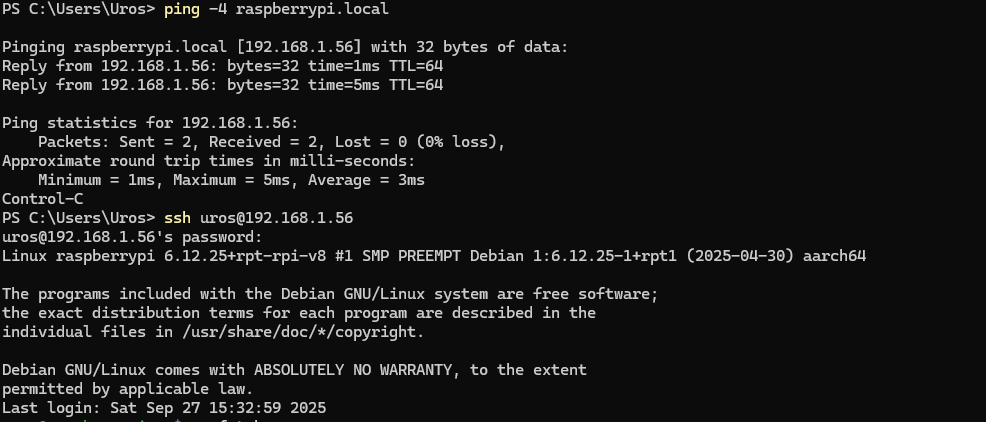 PS C:\Users\Uros> ping -4 raspberrypi.local
Pinging raspberrypi.local [192.168.1.56] with 32 bytes of data:
Reply from 192.168.1.56: bytes=32 time=1ms TTL=64
Reply from 192.168.1.56: bytes=32 time=5ms TTL=64
Ping statistics for 192.168.1.56:
    Packets: Sent = 2, Received = 2, Lost = 0 (0% loss),
Approximate round trip times in milli-seconds:
    Minimum = 1ms, Maximum = 5ms, Average = 3ms
Control-C
PS C:\Users\Uros> ssh uros@192.168.1.56
uros@192.168.1.56's password:
Linux raspberrypi 6.12.25+rpt-rpi-v8 #1 SMP PREEMPT Debian 1:6.12.25-1+rpt1 (2025-04-30) aarch64
The programs included with the Debian GNU/Linux system are free software;
the exact distribution terms for each program are described in the
individual files in /usr/share/doc/*/copyright.
Debian GNU/Linux comes with ABSOLUTELY NO WARRANTY, to the extent
permitted by applicable law.
Last login: Sat Sep 27 15:32:59 2025